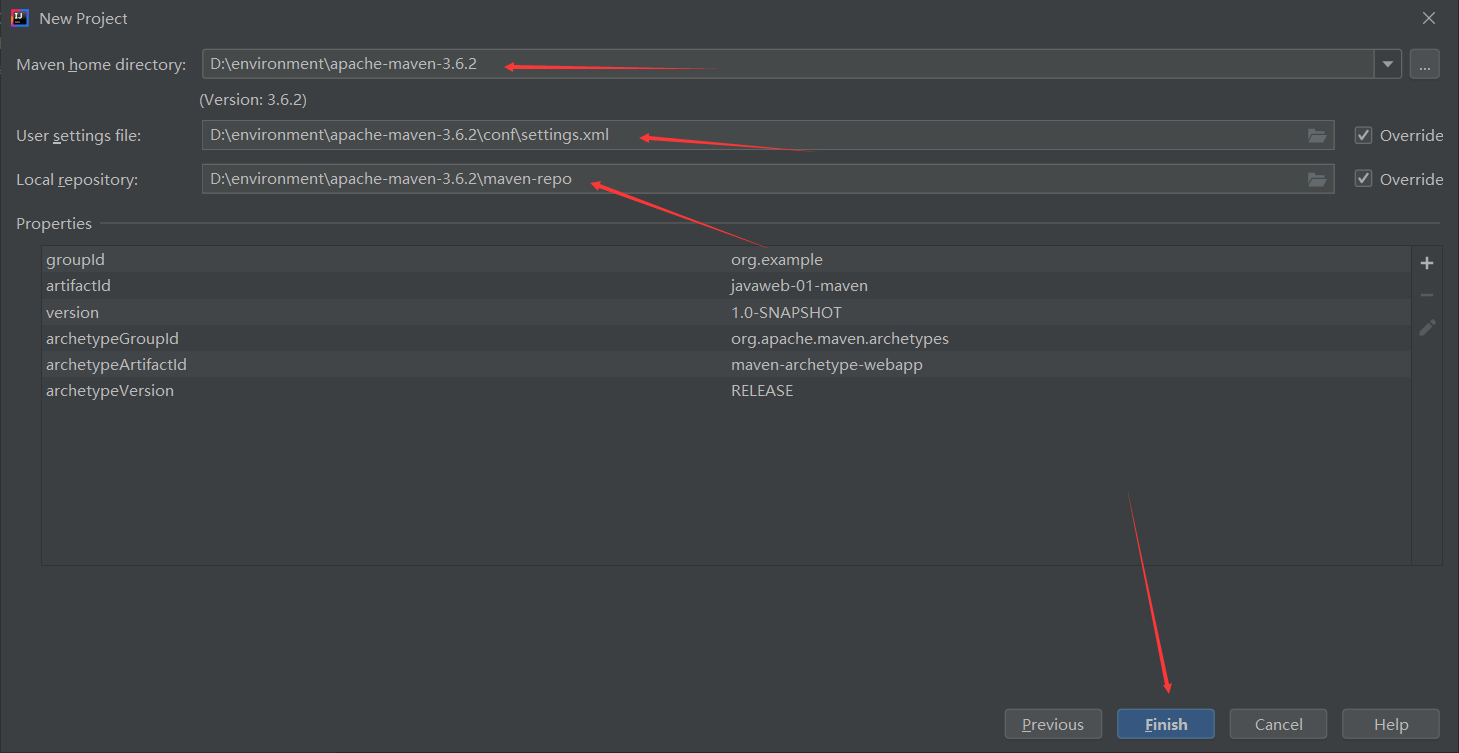 New Project
Maven home directory: D:\environment\apache-maven-3.6.2 ...
(Version: 3.6.2)
User settings file: D:\environment\apache-maven-3.6.2\conf\settings.xml Override
Local repository: D:\environment\apache-maven-3.6.2\maven-repo Override
Properties
groupId org.example
artifactId javaweb-01-maven
version 1.0-SNAPSHOT
archetypeGroupId org.apache.maven.archetypes
archetypeArtifactId maven-archetype-webapp
archetypeVersion RELEASE
Previous Finish Cancel Help